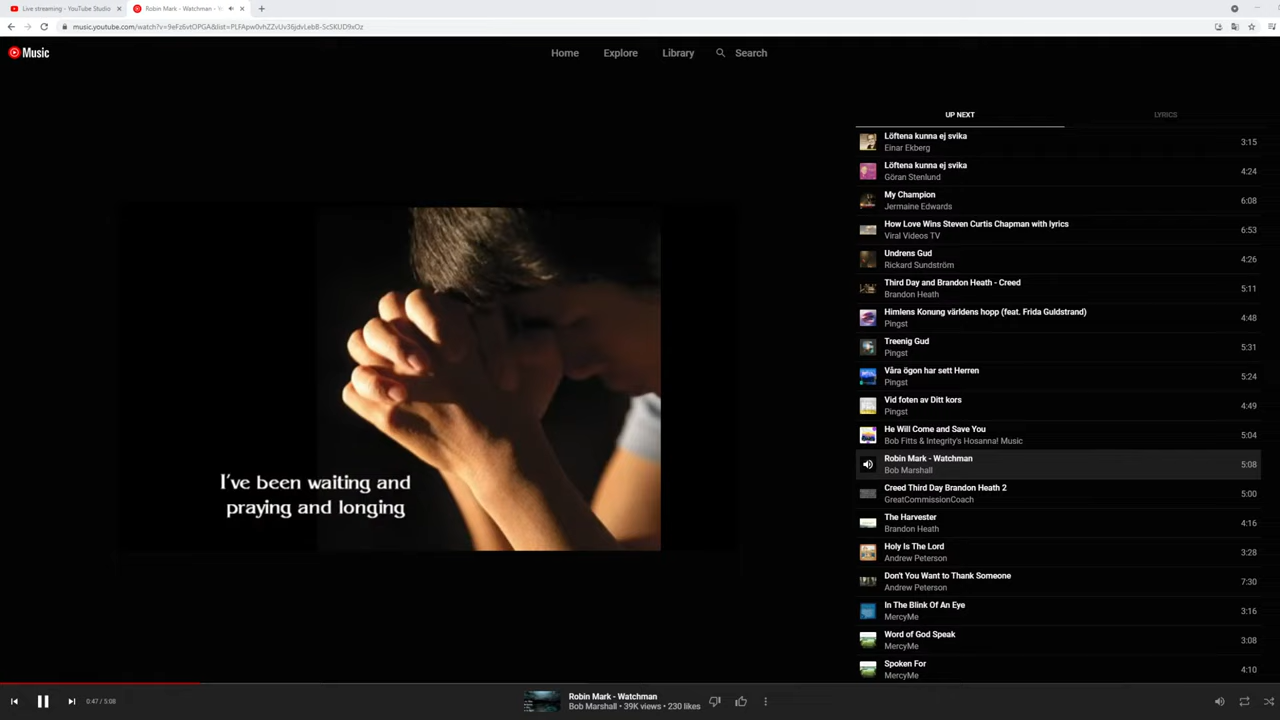 Live streaming - YouTube Studio
Robin Mark - Watchman -
music.youtube.com/watch?v=9eFz6vtOPGA&list=PLFApw0vhZZvUv36jdvLebB-ScSKUD9xOz
Music
Home
Explore
Library
Search
UP NEXT
LYRICS
Löftena kunna ej svika
Einar Ekberg
3:15
Löftena kunna ej svika
Göran Stenlund
4:24
My Champion
Jermaine Edwards
6:08
How Love Wins Steven Curtis Chapman with lyrics
Viral Videos TV
6:53
Undrens Gud
Rickard Sundström
4:26
Third Day and Brandon Heath - Creed
Brandon Heath
5:11
Himlens Konung världens hopp (feat. Frida Guldstrand)
Pingst
4:48
Treenig Gud
Pingst
5:31
Våra ögon har sett Herren
Pingst
5:24
Vid foten av Ditt kors
Pingst
4:49
He Will Come and Save You
Bob Fitts & Integrity's Hosanna! Music
5:04
Robin Mark - Watchman
Bob Marshall
5:08
Creed Third Day Brandon Heath 2
GreatCommissionCoach
5:00
The Harvester
Brandon Heath
4:16
Holy Is The Lord
Andrew Peterson
3:28
Don't You Want to Thank Someone
Andrew Peterson
7:30
In The Blink Of An Eye
MercyMe
3:16
Word of God Speak
MercyMe
3:08
Spoken For
MercyMe
4:10
I've been waiting and
praying and longing
0:47 / 5:08
Robin Mark - Watchman
Bob Marshall • 39K views • 230 likes